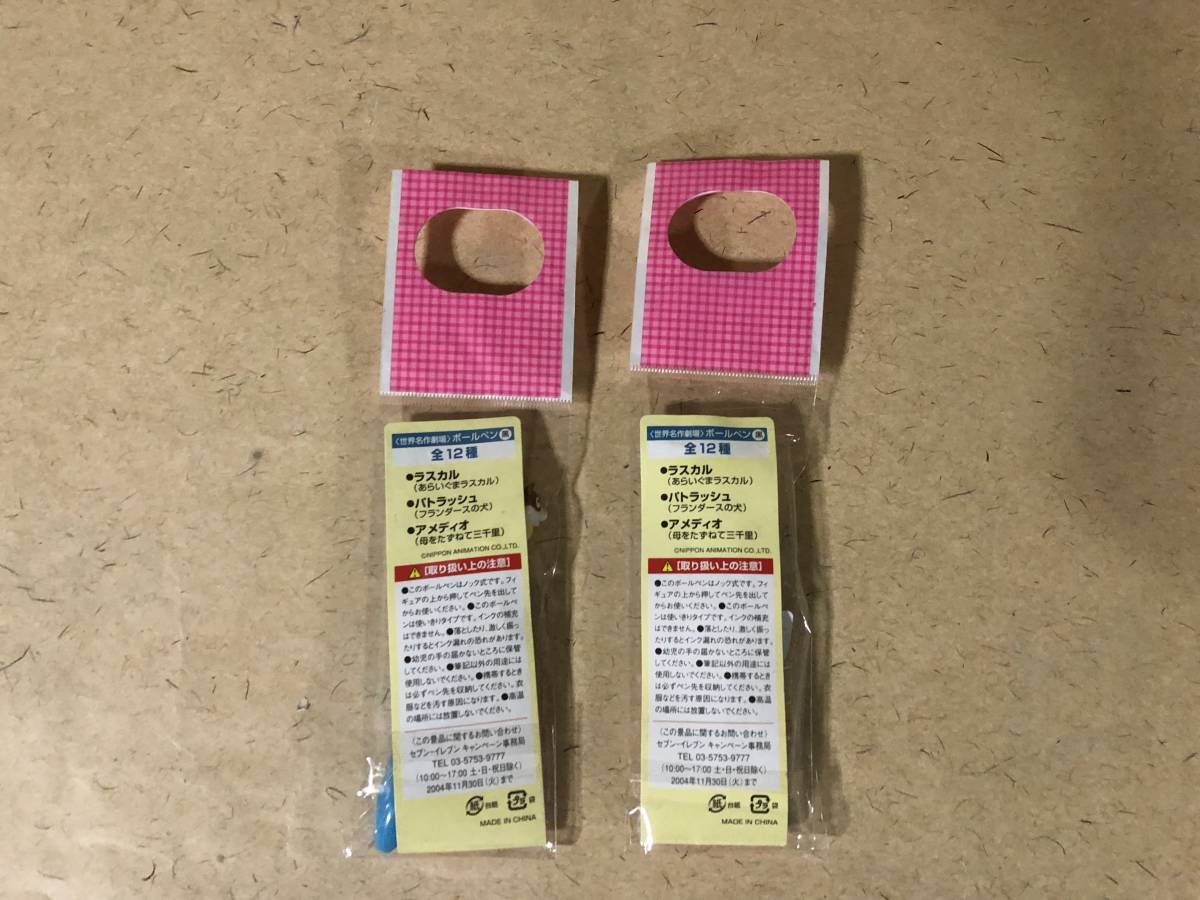 〈世界名作劇場〉ボールペン 黒
全12種
●ラスカル
(あらいぐまラスカル)
●パトラッシュ
(フランダースの犬)
●アメディオ
(母をたずねて三千里)
©NIPPON ANIMATION CO.,LTD.
[取り扱い上の注意]
●このボールペンはノック式です。フィ
ギュアの上から押してペン先を出して
からお使いください。●このボールペ
ンは使いきりタイプです。インクの補充
はできません。●落としたり、激しく振っ
たりするとインク漏れの恐れがあります。
●幼児の手の届かないところに保管
してください。●筆記以外の用途には
使用しないでください。●携帯するとき
は必ずペン先を収納してください。衣
服などを汚す原因になります。●高温
の場所には放置しないでください。
〈この景品に関するお問い合わせ〉
セブン-イレブン キャンペーン事務局
TEL 03-5753-9777
(10:00〜17:00 土・日・祝日除く)
2004年11月30日(火)まで
紙 台紙 プラ 袋
MADE IN CHINA
〈世界名作劇場〉ボールペン 黒
全12種
●ラスカル
(あらいぐまラスカル)
●パトラッシュ
(フランダースの犬)
●アメディオ
(母をたずねて三千里)
©NIPPON ANIMATION CO.,LTD.
[取り扱い上の注意]
●このボールペンはノック式です。フィ
ギュアの上から押してペン先を出して
からお使いください。●このボールペ
ンは使いきりタイプです。インクの補充
はできません。●落としたり、激しく振っ
たりするとインク漏れの恐れがあります。
●幼児の手の届かないところに保管
してください。●筆記以外の用途には
使用しないでください。●携帯するとき
は必ずペン先を収納してください。衣
服などを汚す原因になります。●高温
の場所には放置しないでください。
〈この景品に関するお問い合わせ〉
セブン-イレブン キャンペーン事務局
TEL 03-5753-9777
(10:00〜17:00 土・日・祝日除く)
2004年11月30日(火)まで
紙 台紙 プラ 袋
MADE IN CHINA